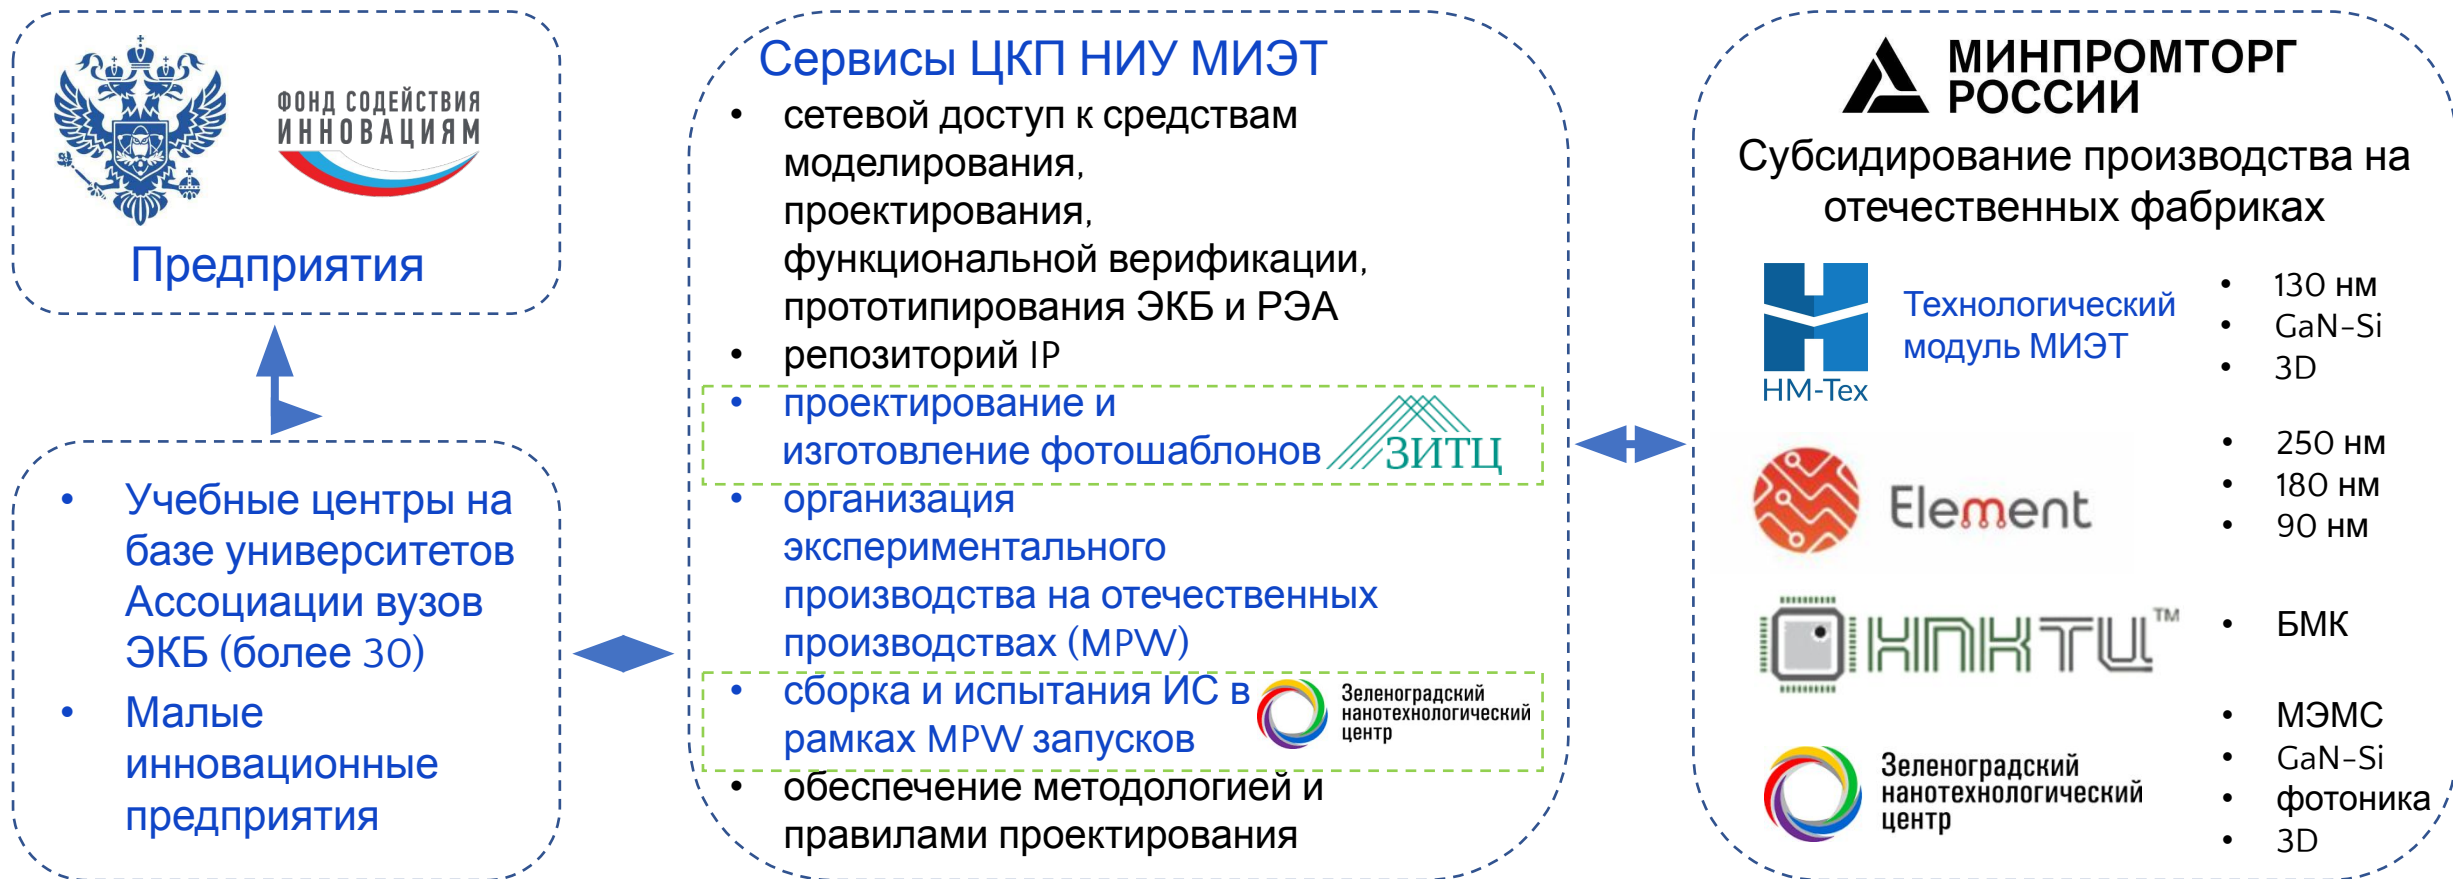 ФОНД СОДЕЙСТВИЯ
ИННОВАЦИЯМ
Предприятия
• Учебные центры на
базе университетов
Ассоциации вузов
ЭКБ (более 30)
• Малые
инновационные
предприятия
Сервисы ЦКП НИУ МИЭТ
• сетевой доступ к средствам
моделирования,
проектирования,
функциональной верификации,
прототипирования ЭКБ и РЭА
• репозиторий IP
• проектирование и
изготовление фотошаблонов
ЗИТЦ
• организация
экспериментального
производства на отечественных
производствах (MPW)
• сборка и испытания ИС в
рамках MPW запусков
Зеленоградский
нанотехнологический
центр
• обеспечение методологией и
правилами проектирования
МИНПРОМТОРГ
РОССИИ
Субсидирование производства на
отечественных фабриках
НМ-Тех
Технологический
модуль МИЭТ
• 130 нм
• GaN-Si
• 3D
Element
• 250 нм
• 180 нм
• 90 нм
НПК ТЦ™
• БМК
Зеленоградский
нанотехнологический
центр
• МЭМС
• GaN-Si
• фотоника
• 3D